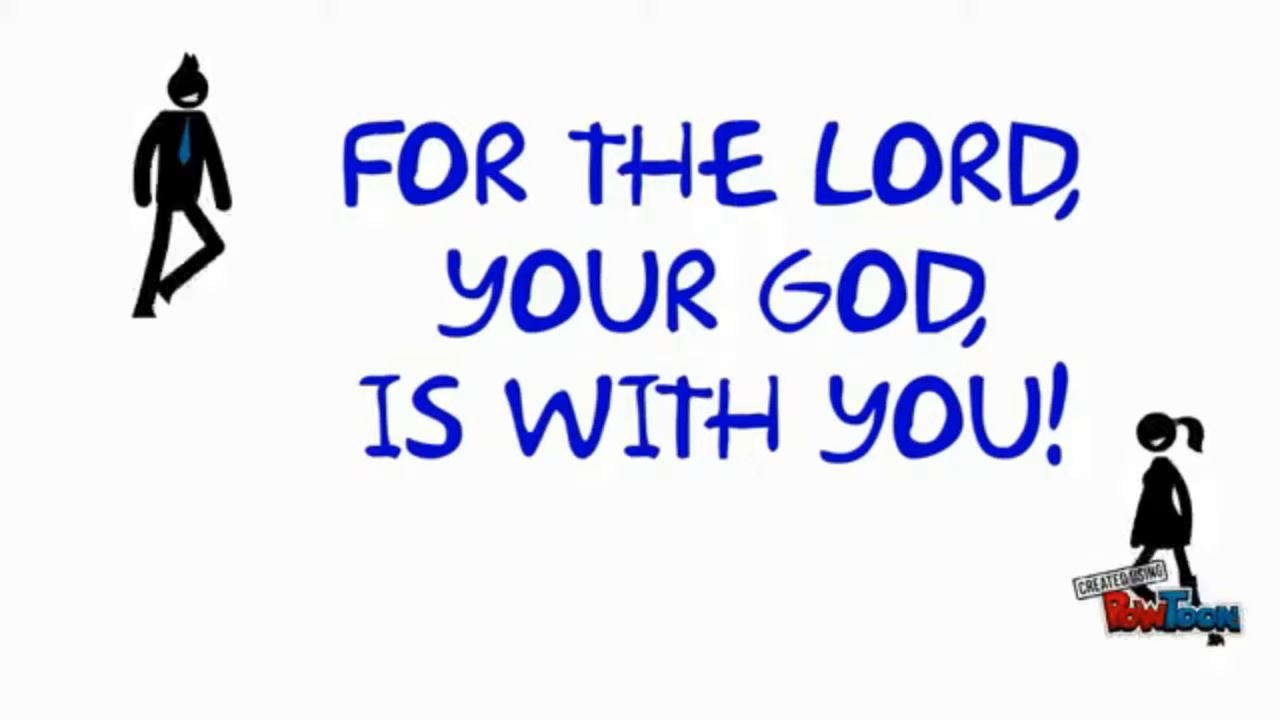 FOR THE LORD,
YOUR GOD,
IS WITH YOU!
CREATED USING
POWTOON